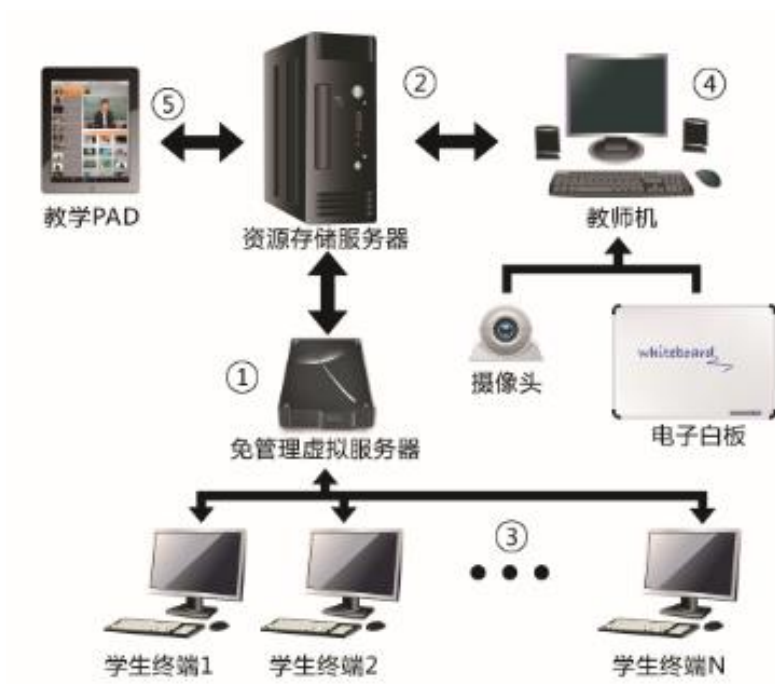 ⑤
②
④
教学PAD
资源存储服务器
教师机
whiteboard
①
摄像头
免管理虚拟服务器
电子白板
③
学生终端1
学生终端2
学生终端N